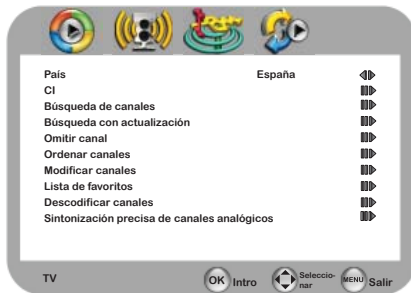 País España
CI
Búsqueda de canales
Búsqueda con actualización
Omitir canal
Ordenar canales
Modificar canales
Lista de favoritos
Descodificar canales
Sintonización precisa de canales analógicos
TV OK Intro Seleccio-nar MENU Salir